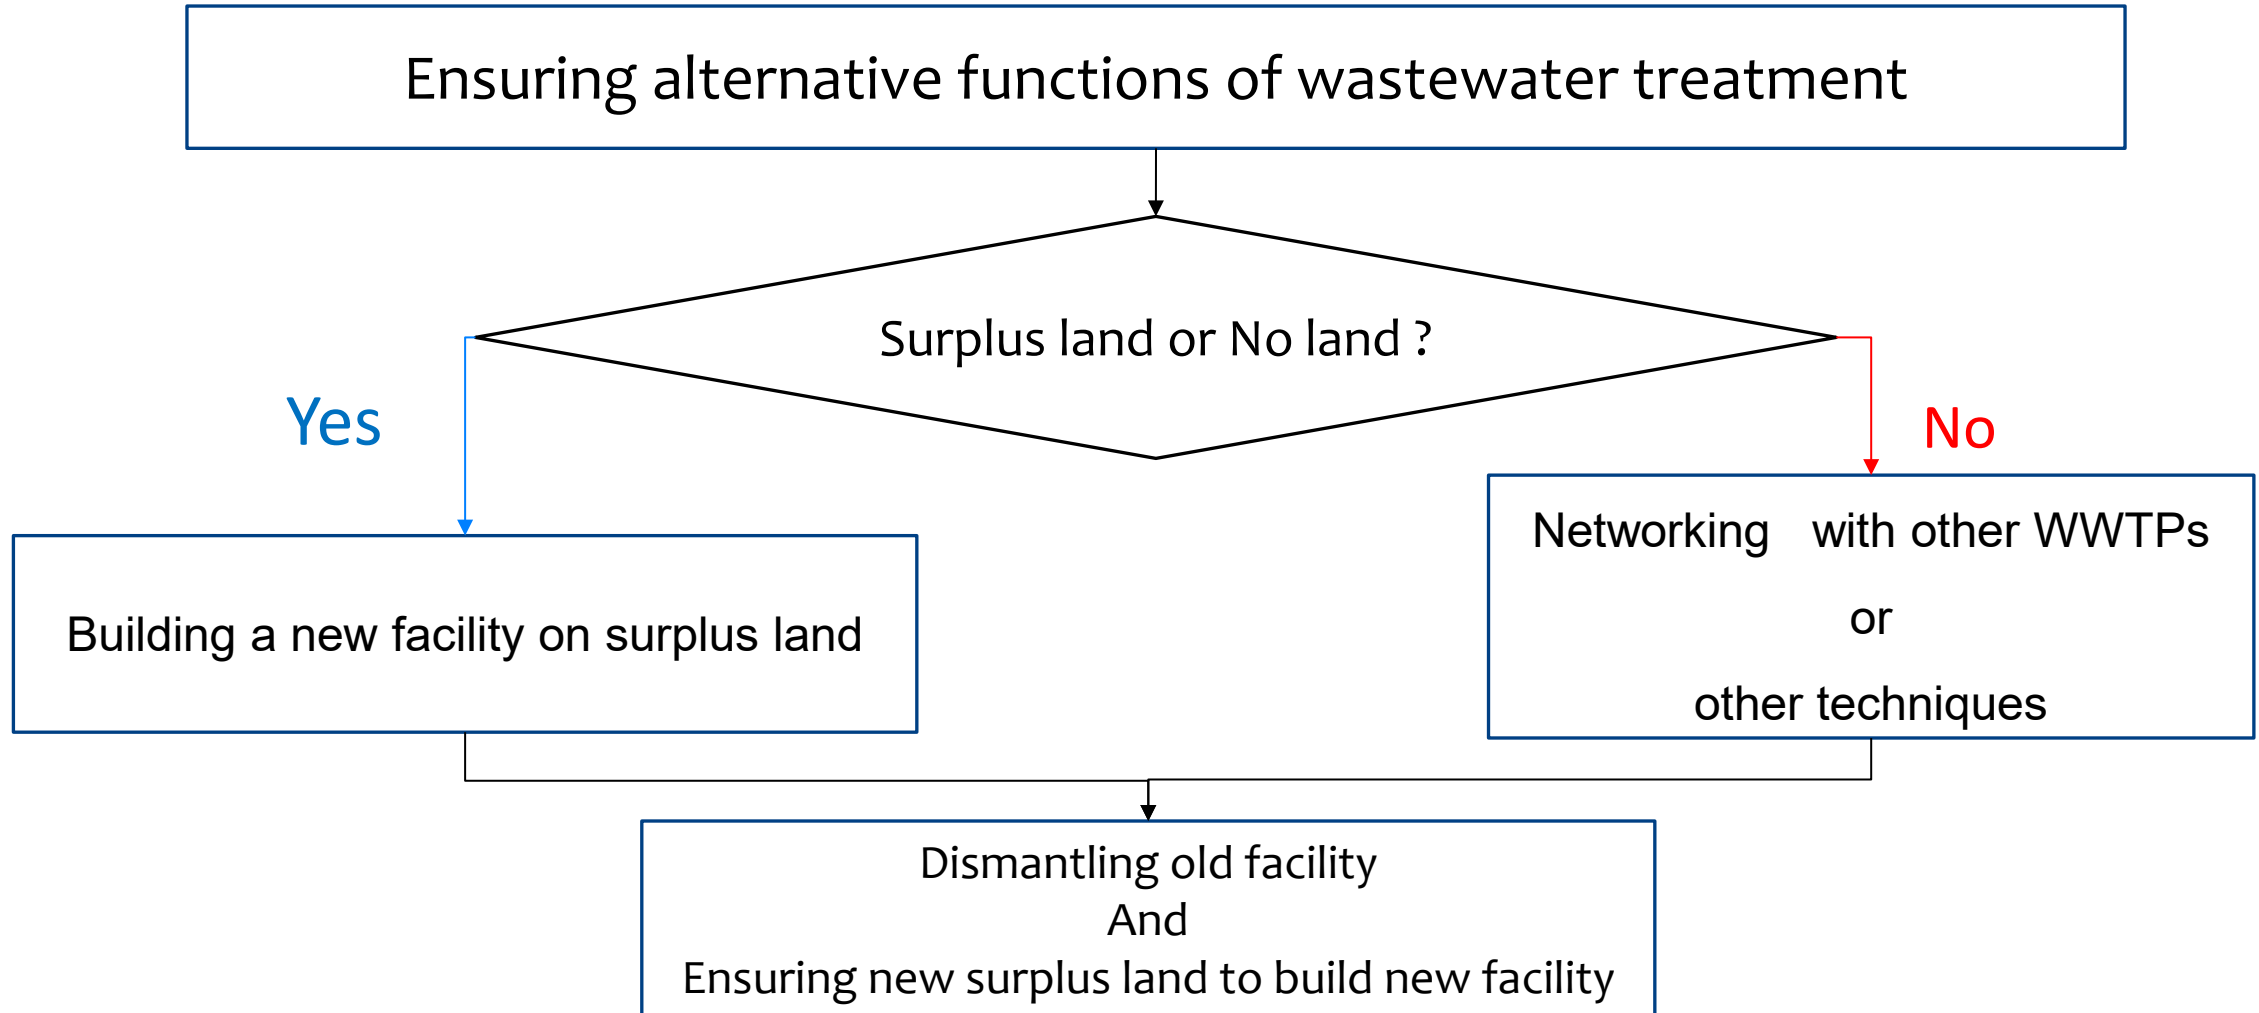 Ensuring alternative functions of wastewater treatment
Surplus land or No land ?
Yes
No
Building a new facility on surplus land
Networking with other WWTPs
or
other techniques
Dismantling old facility
And
Ensuring new surplus land to build new facility